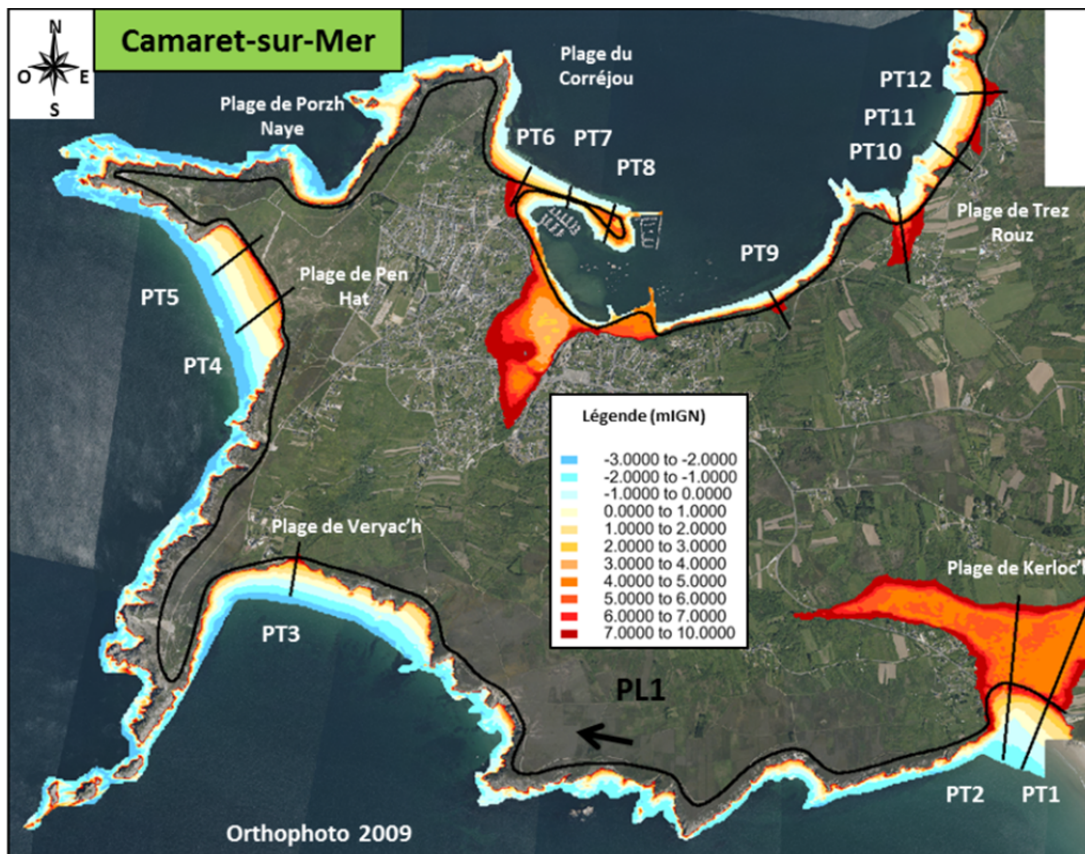 N
O
E
S
Camaret-sur-Mer
Plage du
Corréjou
Plage de Porzh
Naye
PT6
PT7
PT8
PT12
PT11
PT10
Plage de Trez
Rouz
PT9
Plage de Pen
Hat
PT5
PT4
Légende (mIGN)
-3.0000 to -2.0000
-2.0000 to -1.0000
-1.0000 to 0.0000
0.0000 to 1.0000
1.0000 to 2.0000
2.0000 to 3.0000
3.0000 to 4.0000
4.0000 to 5.0000
5.0000 to 6.0000
6.0000 to 7.0000
7.0000 to 10.0000
Plage de Veryac'h
PT3
Plage de Kerloc'h
PL1
PT2
PT1
Orthophoto 2009